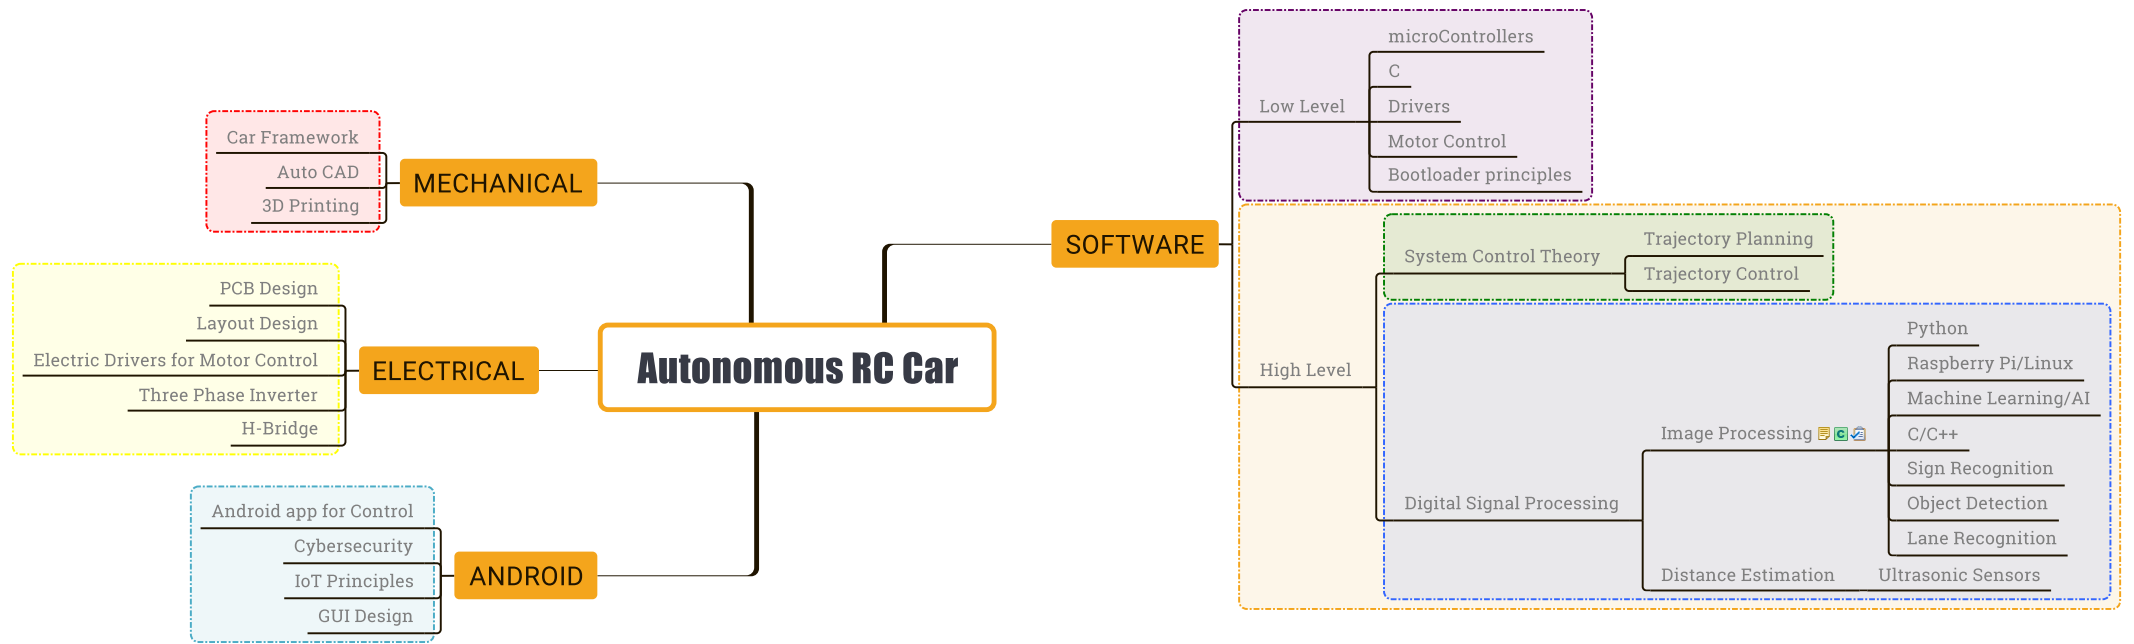 Autonomous RC Car
MECHANICAL
Car Framework
Auto CAD
3D Printing
ELECTRICAL
PCB Design
Layout Design
Electric Drivers for Motor Control
Three Phase Inverter
H-Bridge
ANDROID
Android app for Control
Cybersecurity
IoT Principles
GUI Design
SOFTWARE
Low Level
microControllers
C
Drivers
Motor Control
Bootloader principles
High Level
System Control Theory
Trajectory Planning
Trajectory Control
Digital Signal Processing
Image Processing
C
Python
Raspberry Pi/Linux
Machine Learning/AI
C/C++
Sign Recognition
Object Detection
Lane Recognition
Distance Estimation
Ultrasonic Sensors